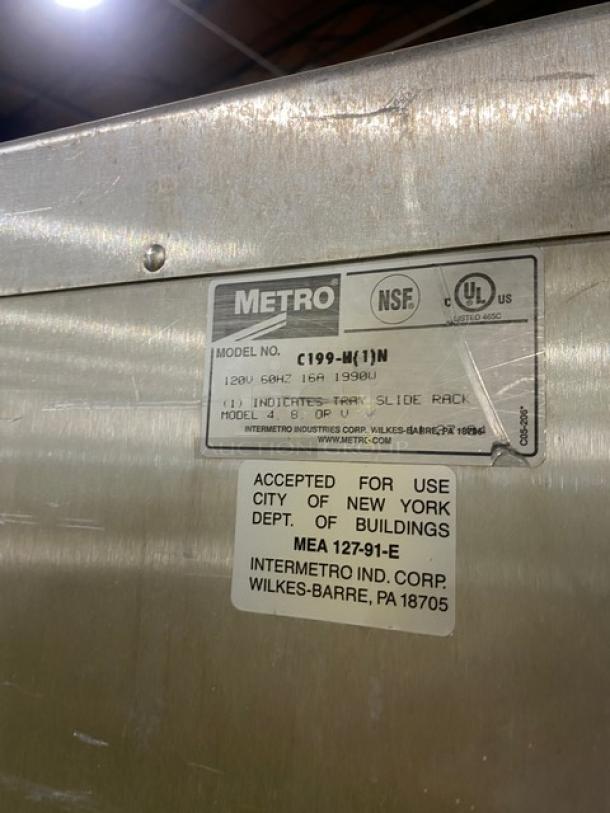 METRO
NSF
C UL US
LISTED 465C
MODEL NO. C199-H(1)N
120V 60HZ 16A 1990W
(1) INDICATES TRAY SLIDE RACK
MODEL 4, 8, OR V
INTERMETRO INDUSTRIES CORP. WILKES-BARRE, PA
WWW.METRO.COM
C05-206*
AUCTION GROUP
ACCEPTED FOR USE
CITY OF NEW YORK
DEPT. OF BUILDINGS
MEA 127-91-E
INTERMETRO IND. CORP.
WILKES-BARRE, PA 18705